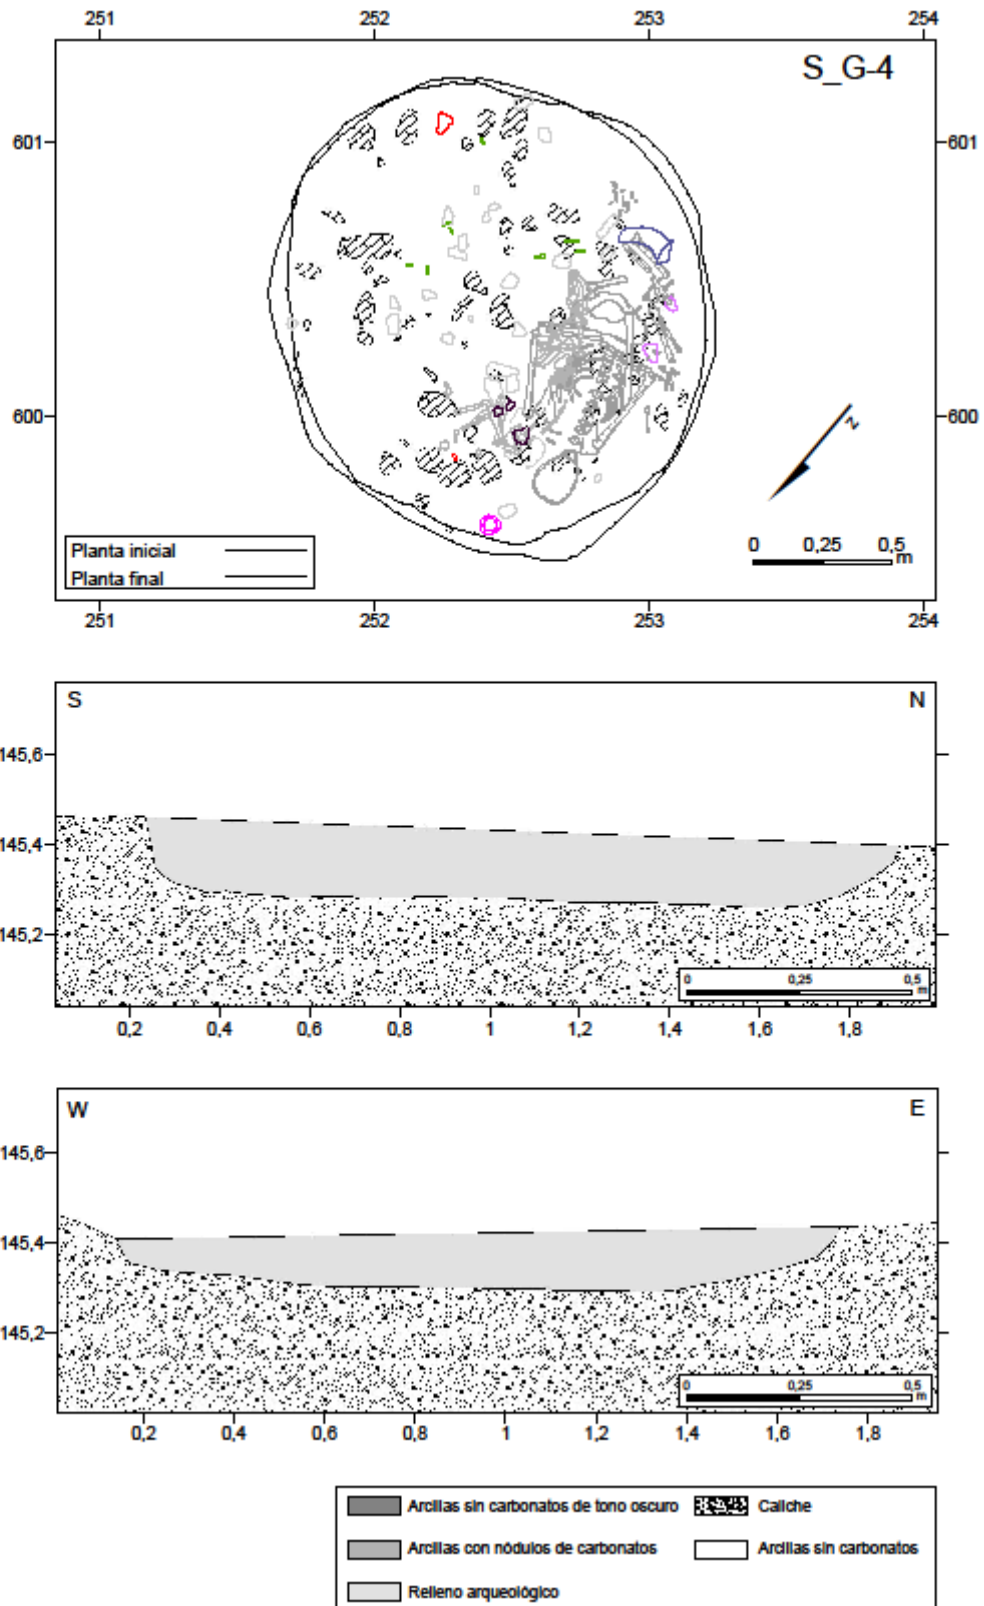 251 252 253 254
S_G-4
601 601
600 600
N
Planta inicial
Planta final
0 0,25 0,5
m
251 252 253 254
S N
145,6
145,4
145,2
0 0,25 0,5
m
0,2 0,4 0,6 0,8 1 1,2 1,4 1,6 1,8
W E
145,6
145,4
145,2
0 0,25 0,5
m
0,2 0,4 0,6 0,8 1 1,2 1,4 1,6 1,8
Arcillas sin carbonatos de tono oscuro Caliche
Arcillas con nódulos de carbonatos Arcillas sin carbonatos
Relleno arqueológico